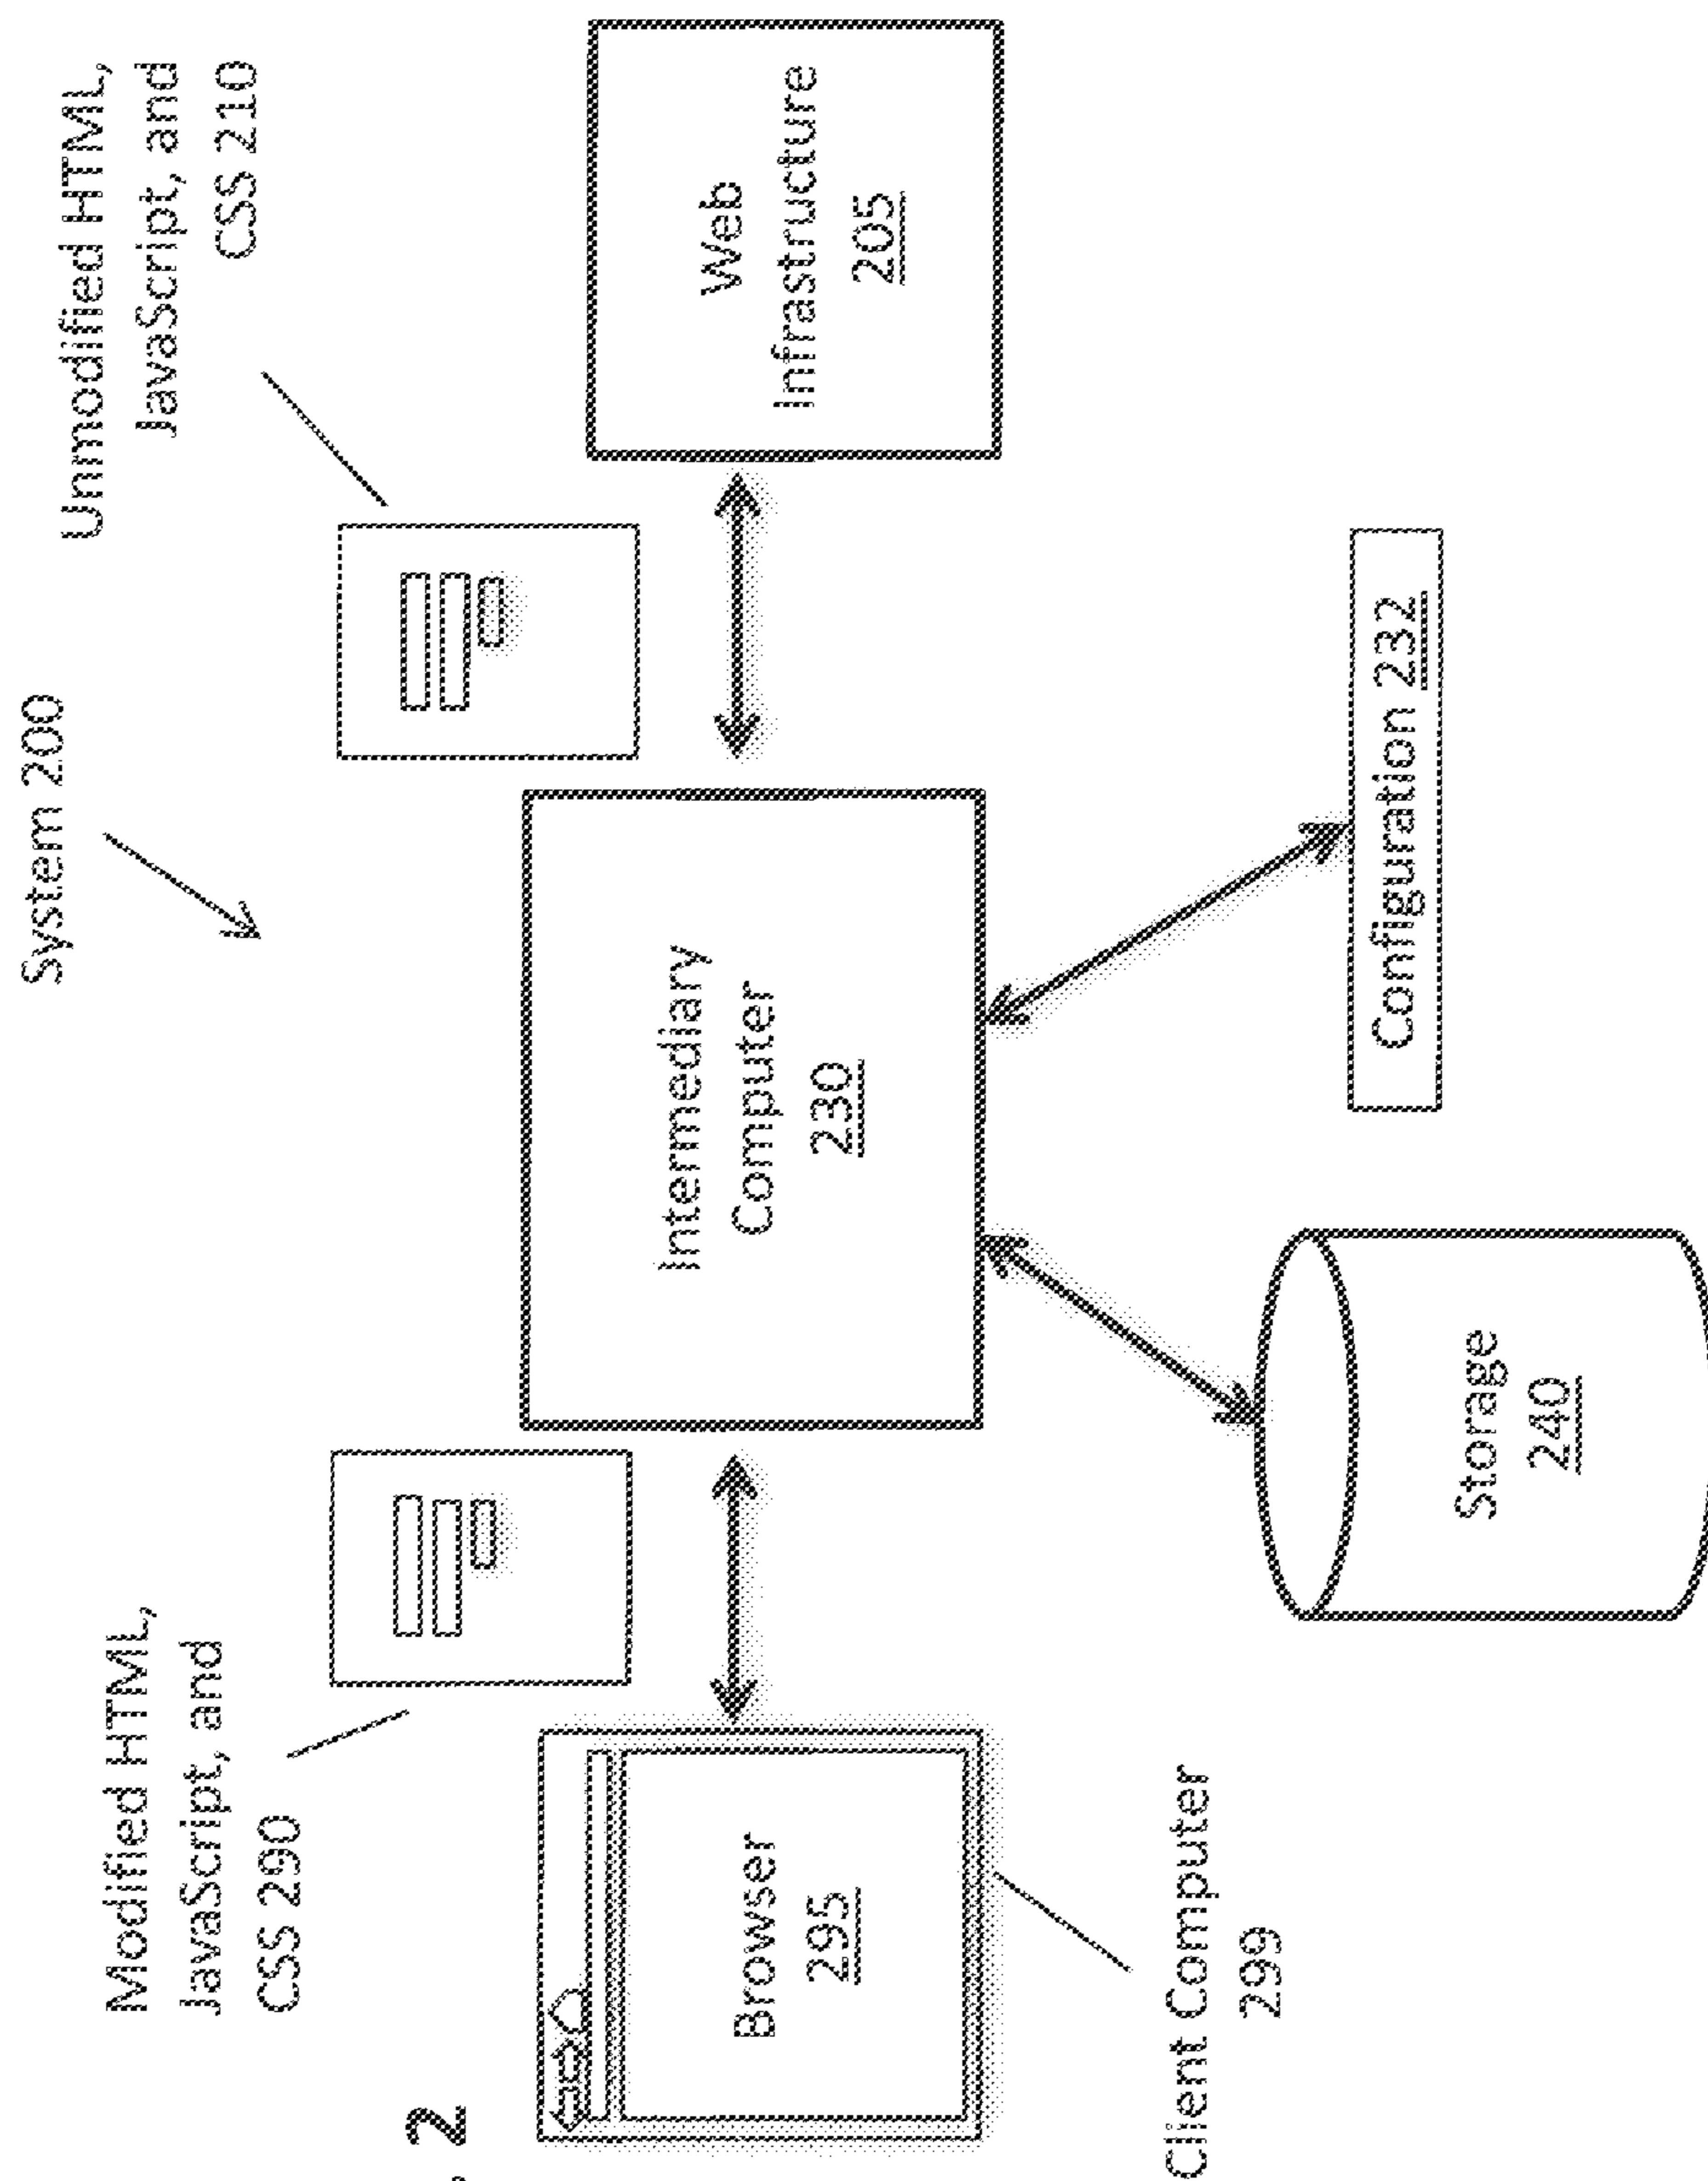 System 200
Unmodified HTML,
JavaScript, and
CSS 210
Modified HTML,
JavaScript, and
CSS 290
Web
Infrastructure
205
Intermediary
Computer
230
Browser
295
Client Computer
299
Storage
240
Configuration 232
. 2